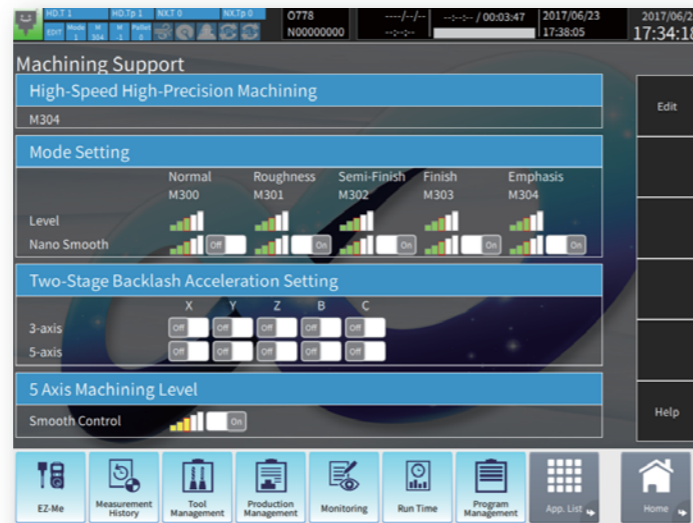 HD.T 1 HD.Tp 1 NX.T 0 NX.Tp 0 O778 ----/--/-- --:--:-- / 00:03:47 2017/06/23 2017/06/2
EDIT Mode 1 M 304 M -1 Pallet 0 N00000000 --:--:-- 17:38:05 17:34:18
Machining Support
High-Speed High-Precision Machining
M304
Edit
Mode Setting
Normal Roughness Semi-Finish Finish Emphasis
M300 M301 M302 M303 M304
Level
Nano Smooth Off On On On On
Two-Stage Backlash Acceleration Setting
X Y Z B C
3-axis Off Off Off Off Off
5-axis Off Off Off Off Off
5 Axis Machining Level
Smooth Control On
Help
EZ-Me Measurement History Tool Management Production Management Monitoring Run Time Program Management App. List Home